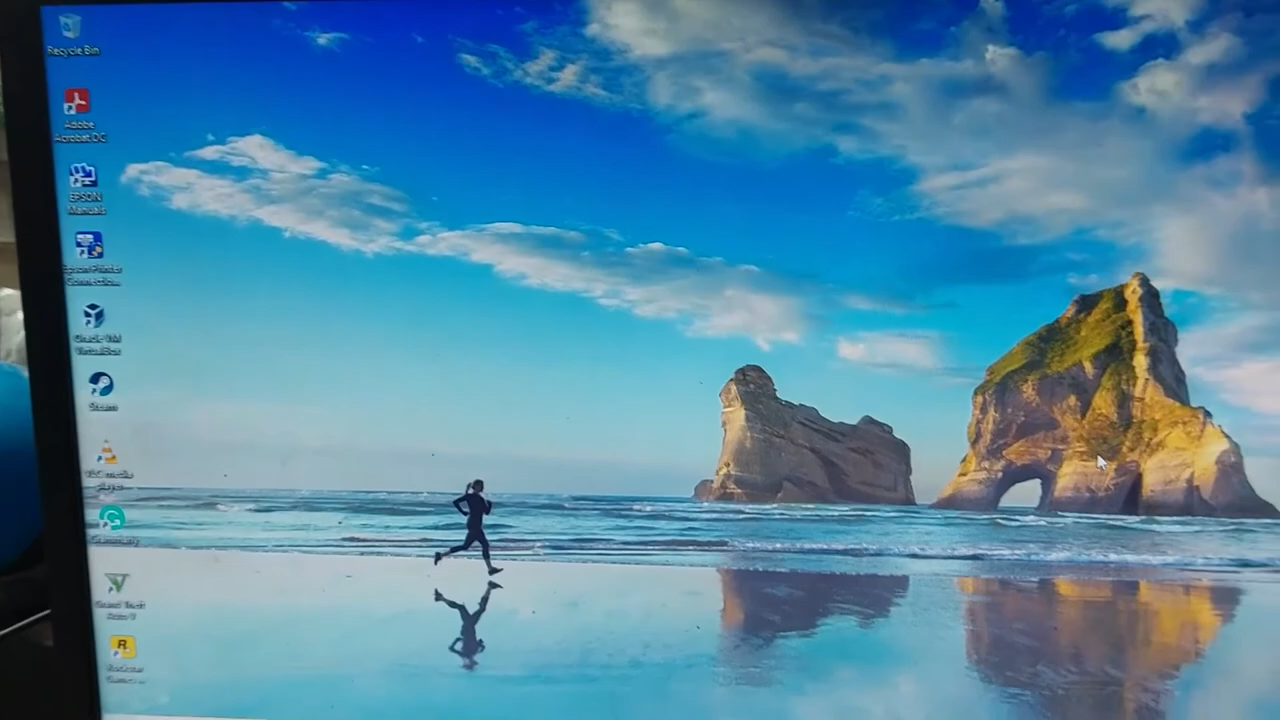 Recycle Bin
Adobe
Acrobat DC
EPSON
Manuals
Epson Printer
Connectio...
Oracle VM
VirtualBox
Steam
VLC media
player
Grammarly
Grand Theft
Auto V
Rockstar
Games ...